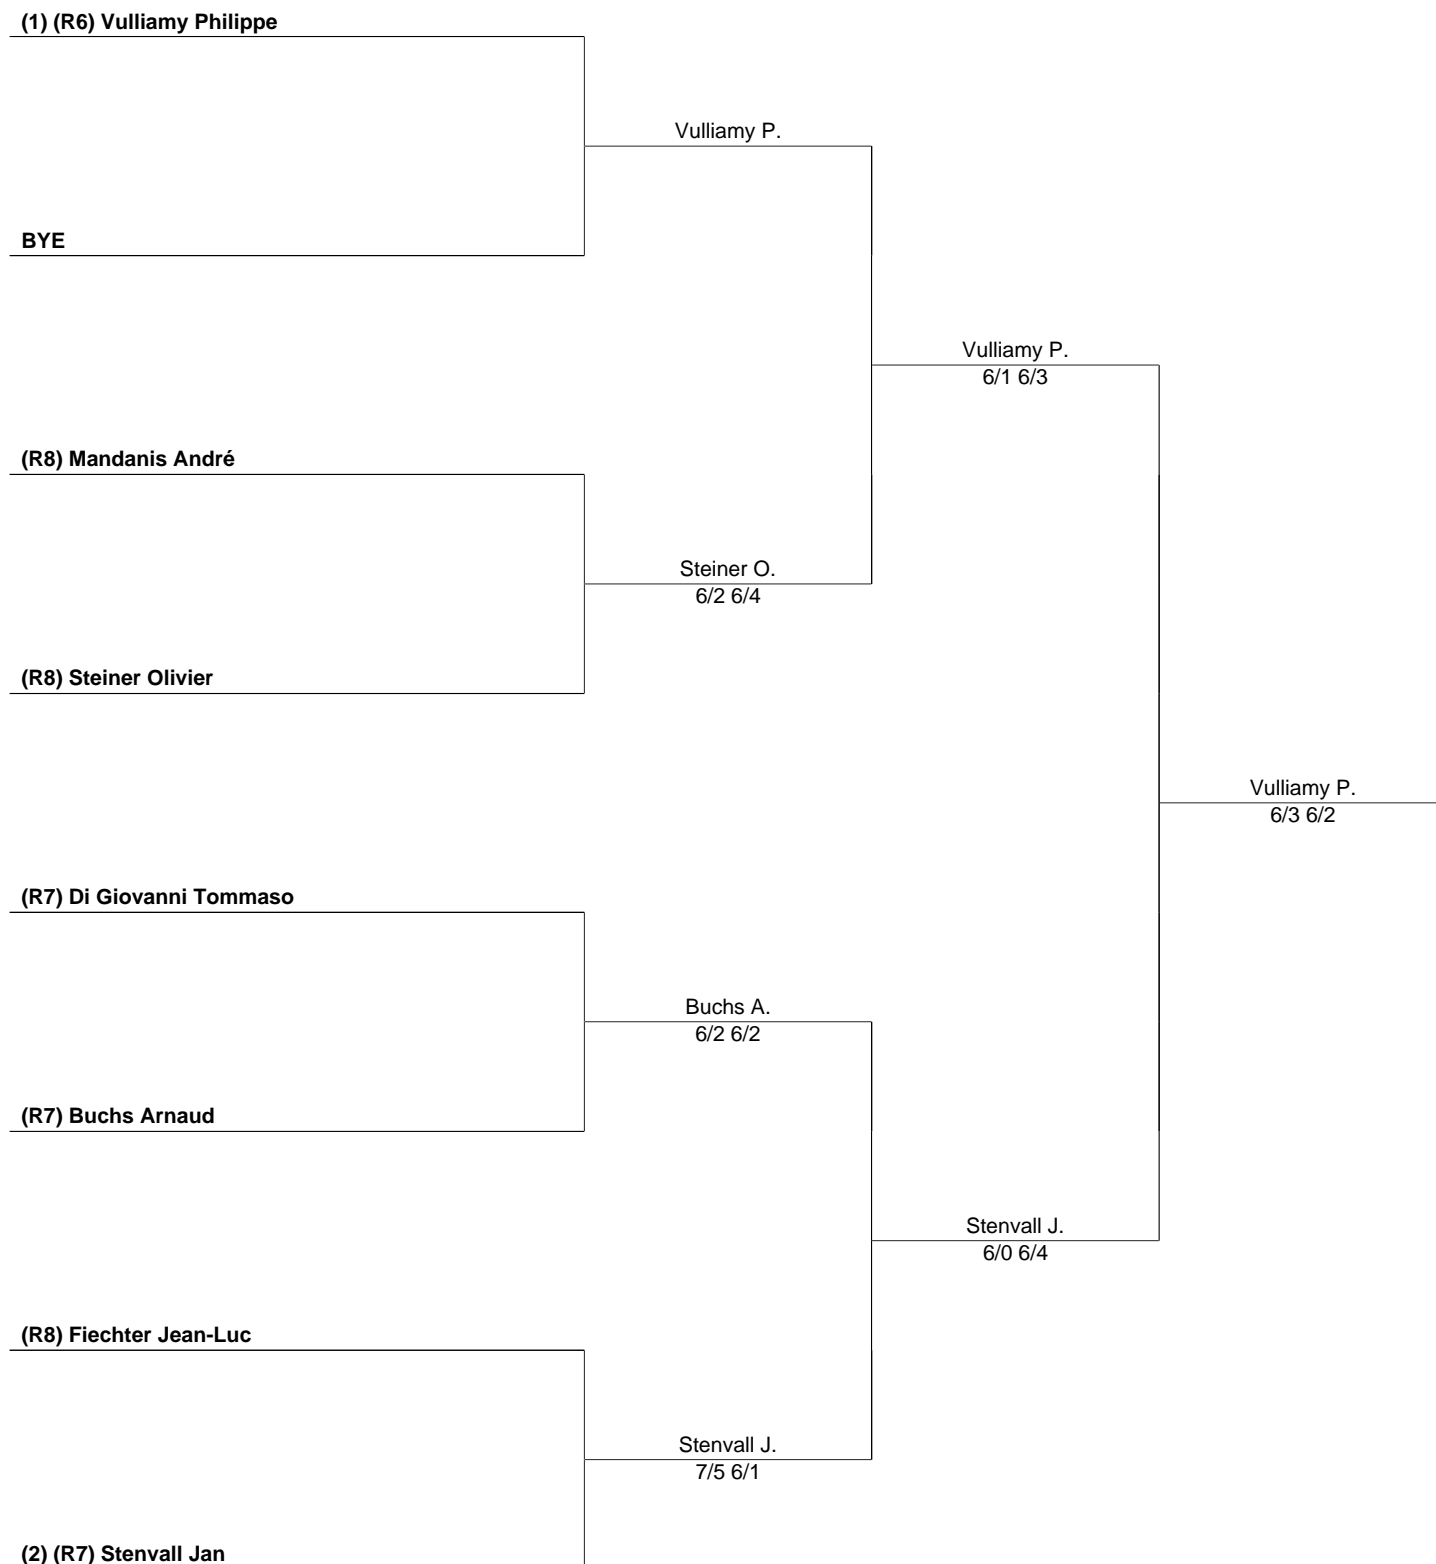 (1) (R6) Vulliamy Philippe
Vulliamy P.
BYE
Vulliamy P.
6/1 6/3
(R8) Mandanis André
Steiner O.
6/2 6/4
(R8) Steiner Olivier
Vulliamy P.
6/3 6/2
(R7) Di Giovanni Tommaso
Buchs A.
6/2 6/2
(R7) Buchs Arnaud
Stenvall J.
6/0 6/4
(R8) Fiechter Jean-Luc
Stenvall J.
7/5 6/1
(2) (R7) Stenvall Jan